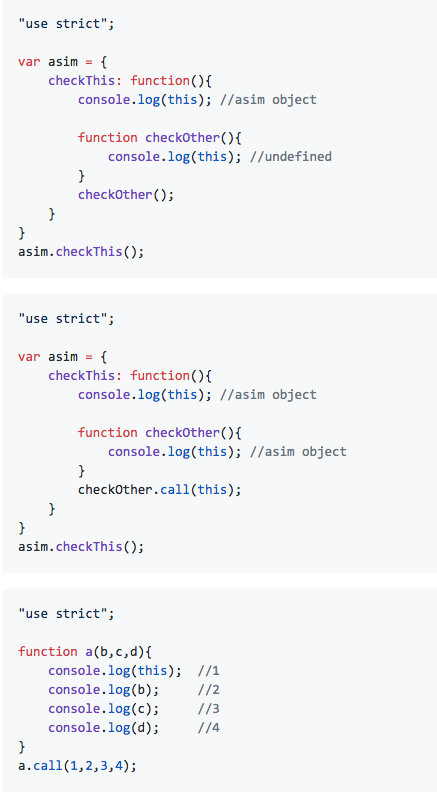 "use strict";
var asim = {
    checkThis: function(){
        console.log(this); //asim object
        function checkOther(){
            console.log(this); //undefined
        }
        checkOther();
    }
}
asim.checkThis();
"use strict";
var asim = {
    checkThis: function(){
        console.log(this); //asim object
        function checkOther(){
            console.log(this); //asim object
        }
        checkOther.call(this);
    }
}
asim.checkThis();
"use strict";
function a(b,c,d){
    console.log(this);  //1
    console.log(b);     //2
    console.log(c);     //3
    console.log(d);     //4
}
a.call(1,2,3,4);